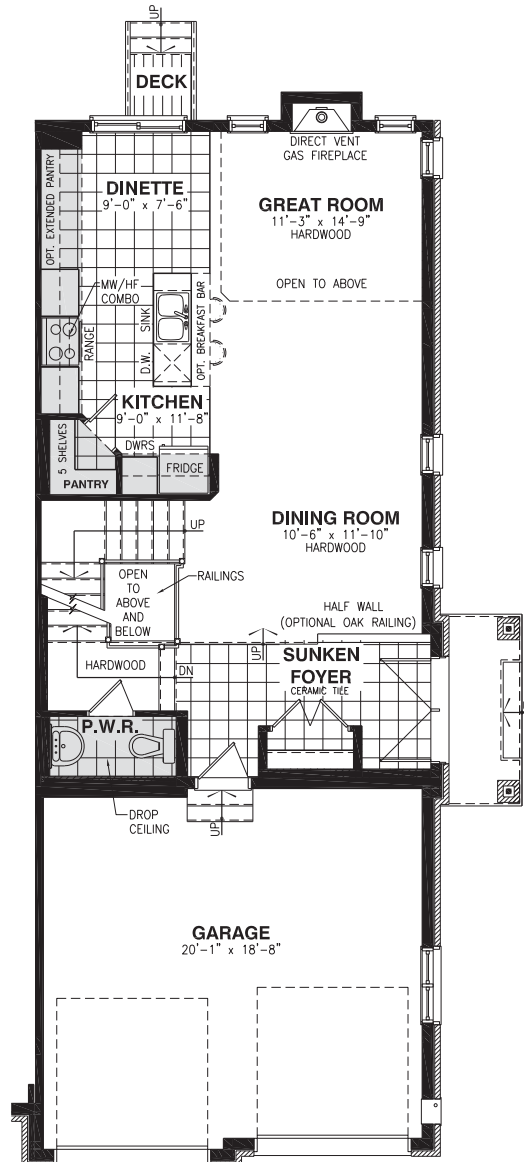 UP
DECK
DIRECT VENT
GAS FIREPLACE
OPT. EXTENDED PANTRY
DINETTE
9'-0" x 7'-6"
GREAT ROOM
11'-3" x 14'-9"
HARDWOOD
OPEN TO ABOVE
MW/HF
COMBO
RANGE
SINK
D.W.
OPT. BREAKFAST BAR
KITCHEN
9'-0" x 11'-8"
5 SHELVES
PANTRY
DWRS
FRIDGE
DINING ROOM
10'-6" x 11'-10"
HARDWOOD
UP
OPEN
TO
ABOVE
AND
BELOW
RAILINGS
HALF WALL
(OPTIONAL OAK RAILING)
UP
HARDWOOD
DN
SUNKEN
FOYER
CERAMIC TILE
P.W.R.
DROP
CEILING
UP
GARAGE
20'-1" x 18'-8"